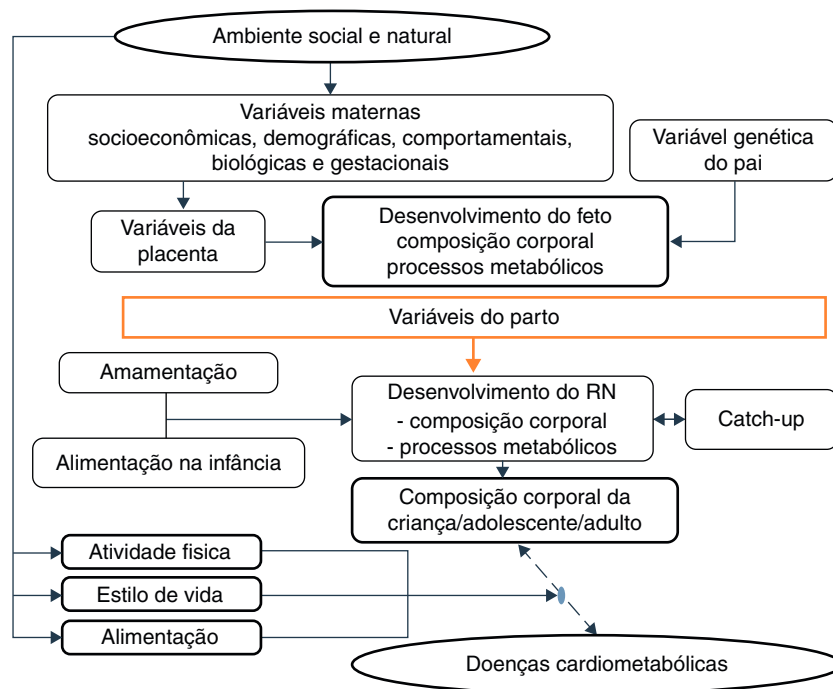 Ambiente social e natural
Variáveis maternas
socioeconômicas, demográficas, comportamentais,
biológicas e gestacionais
Variável genética
do pai
Variáveis da
placenta
Desenvolvimento do feto
composição corporal
processos metabólicos
Variáveis do parto
Amamentação
Alimentação na infância
Desenvolvimento do RN
- composição corporal
- processos metabólicos
Catch-up
Composição corporal da
criança/adolescente/adulto
Atividade fisica
Estilo de vida
Alimentação
Doenças cardiometabólicas